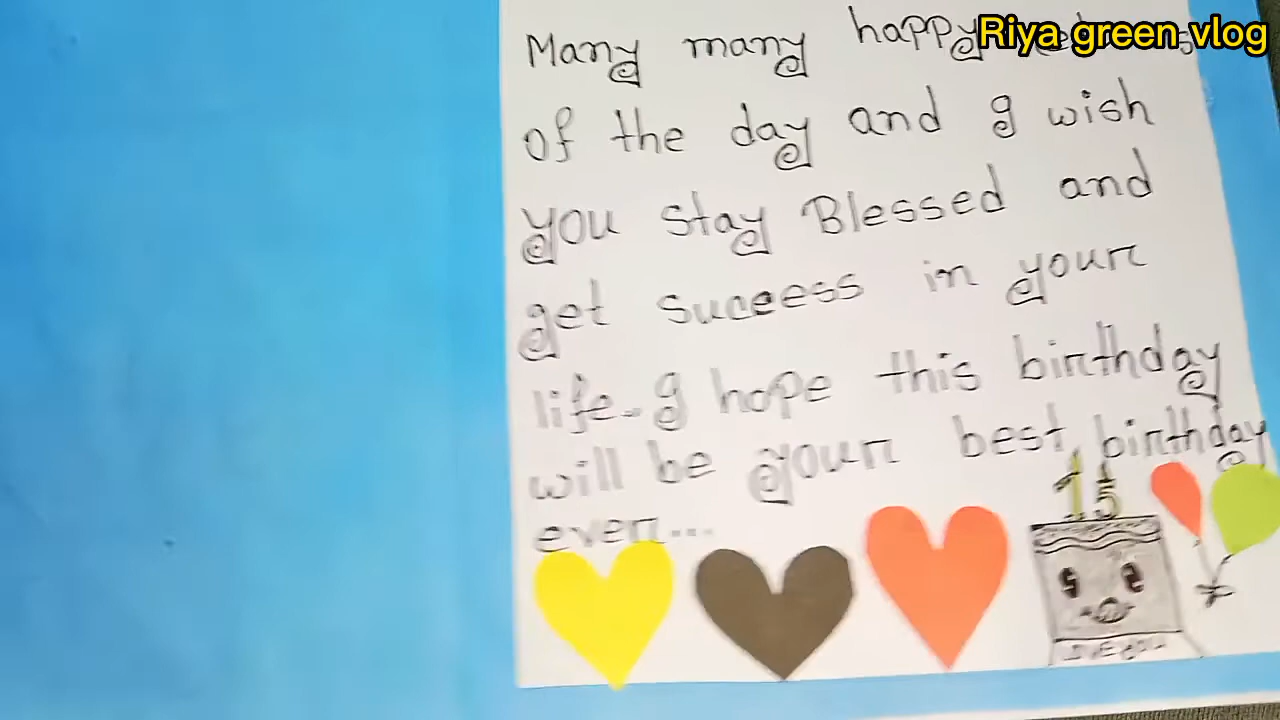 Riya green vlog
Many many happy
of the day and I wish
you stay Blessed and
get success in your
life. I hope this birthday
will be your best birthday
ever...
15